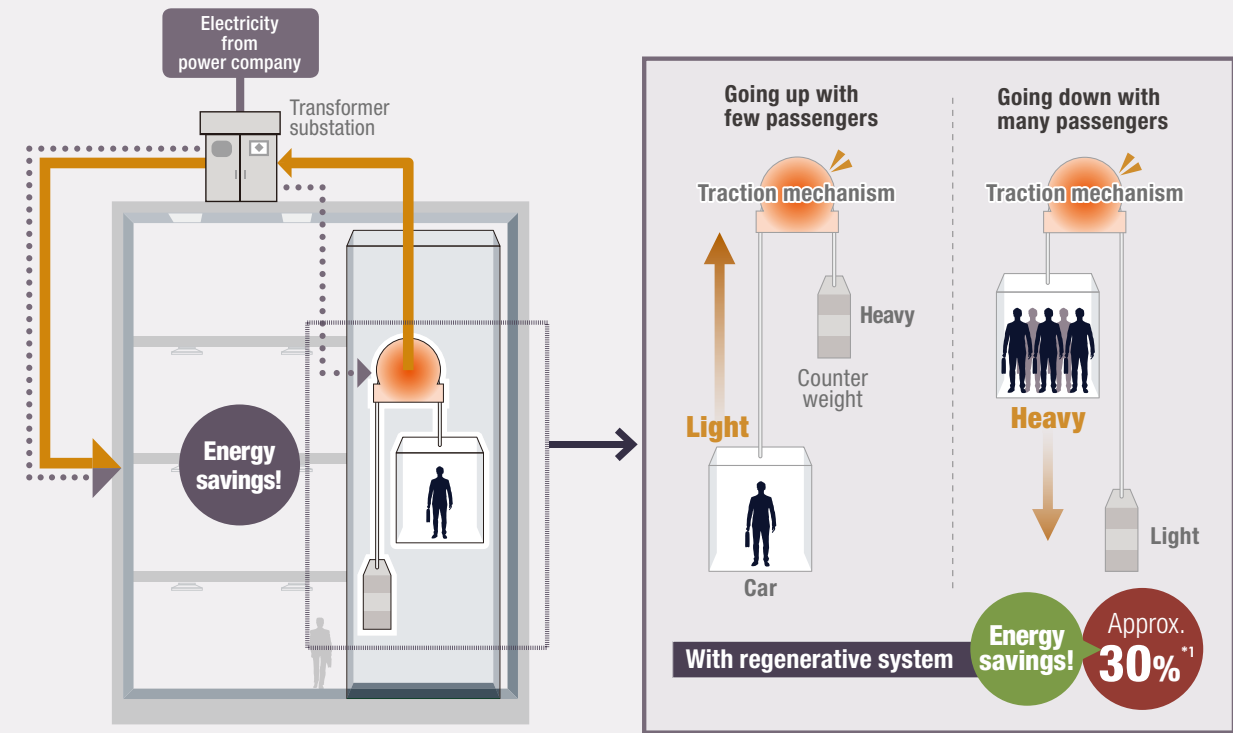 Electricity
from
power company
Transformer
substation
Energy
savings!
Going up with
few passengers
Traction mechanism
Heavy
Counter
weight
Light
Car
Going down with
many passengers
Traction mechanism
Heavy
Light
With regenerative system
Energy
savings!
Approx.
30%*1